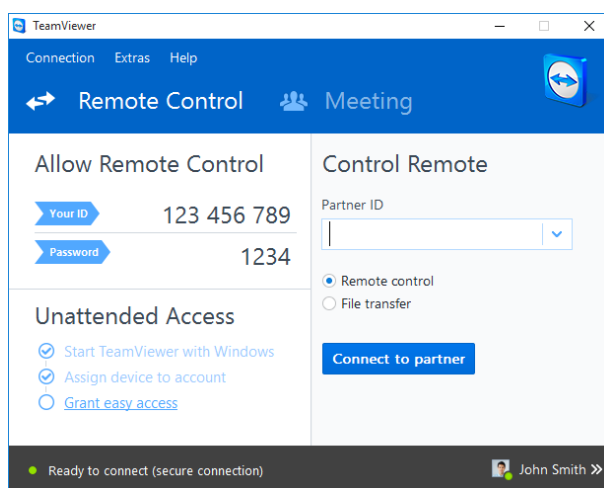 TeamViewer
Connection Extras Help
Remote Control Meeting
Allow Remote Control
Your ID 123 456 789
Password 1234
Unattended Access
Start TeamViewer with Windows
Assign device to account
Grant easy access
Control Remote
Partner ID
Remote control
File transfer
Connect to partner
Ready to connect (secure connection)
John Smith